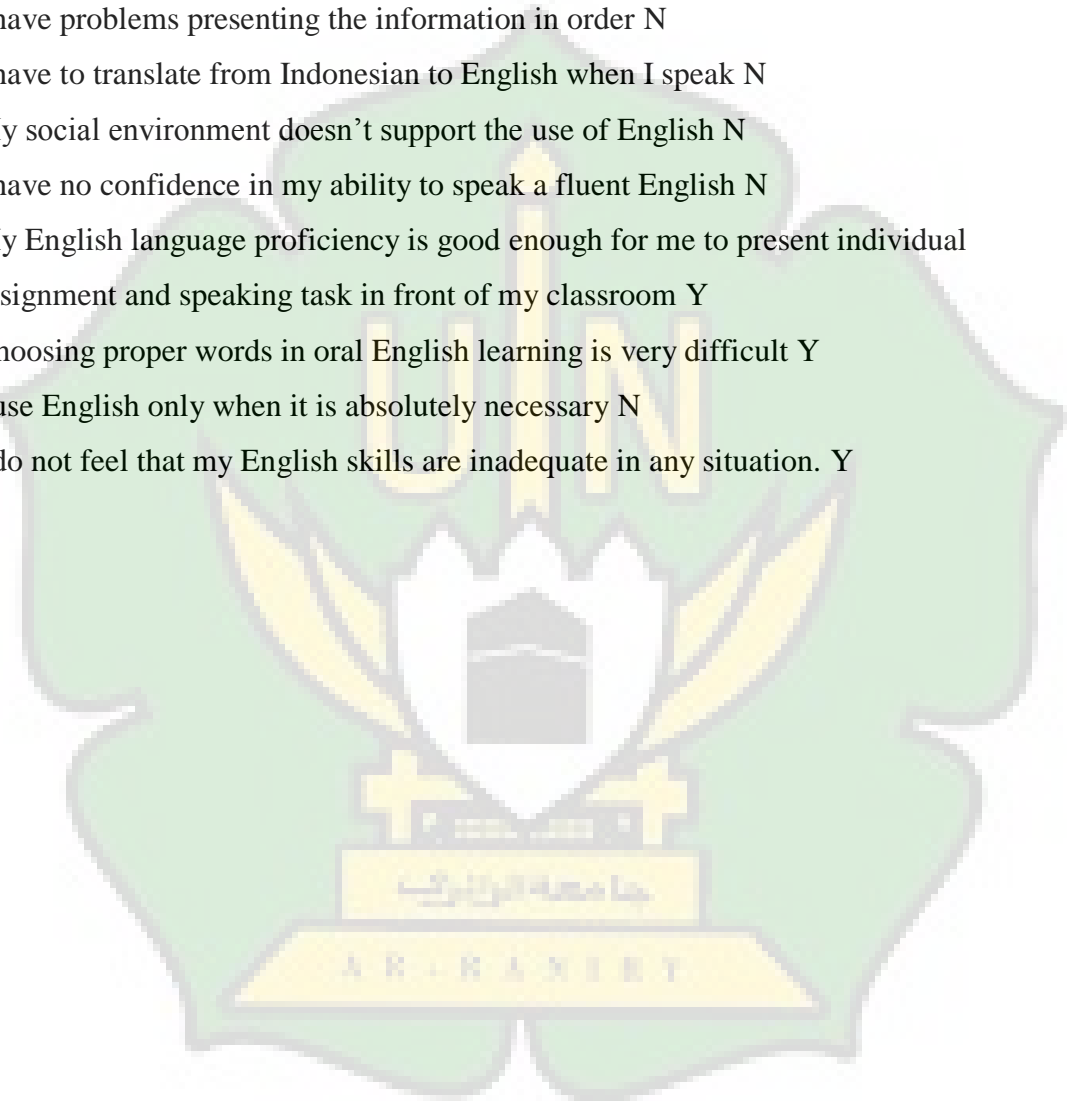 have problems presenting the information in order N
have to translate from Indonesian to English when I speak N
y social environment doesn’t support the use of English N
have no confidence in my ability to speak a fluent English N
y English language proficiency is good enough for me to present individual
signment and speaking task in front of my classroom Y
hoosing proper words in oral English learning is very difficult Y
use English only when it is absolutely necessary N
do not feel that my English skills are inadequate in any situation. Y
UIN
جامعة الرانري
AR-RANIRY